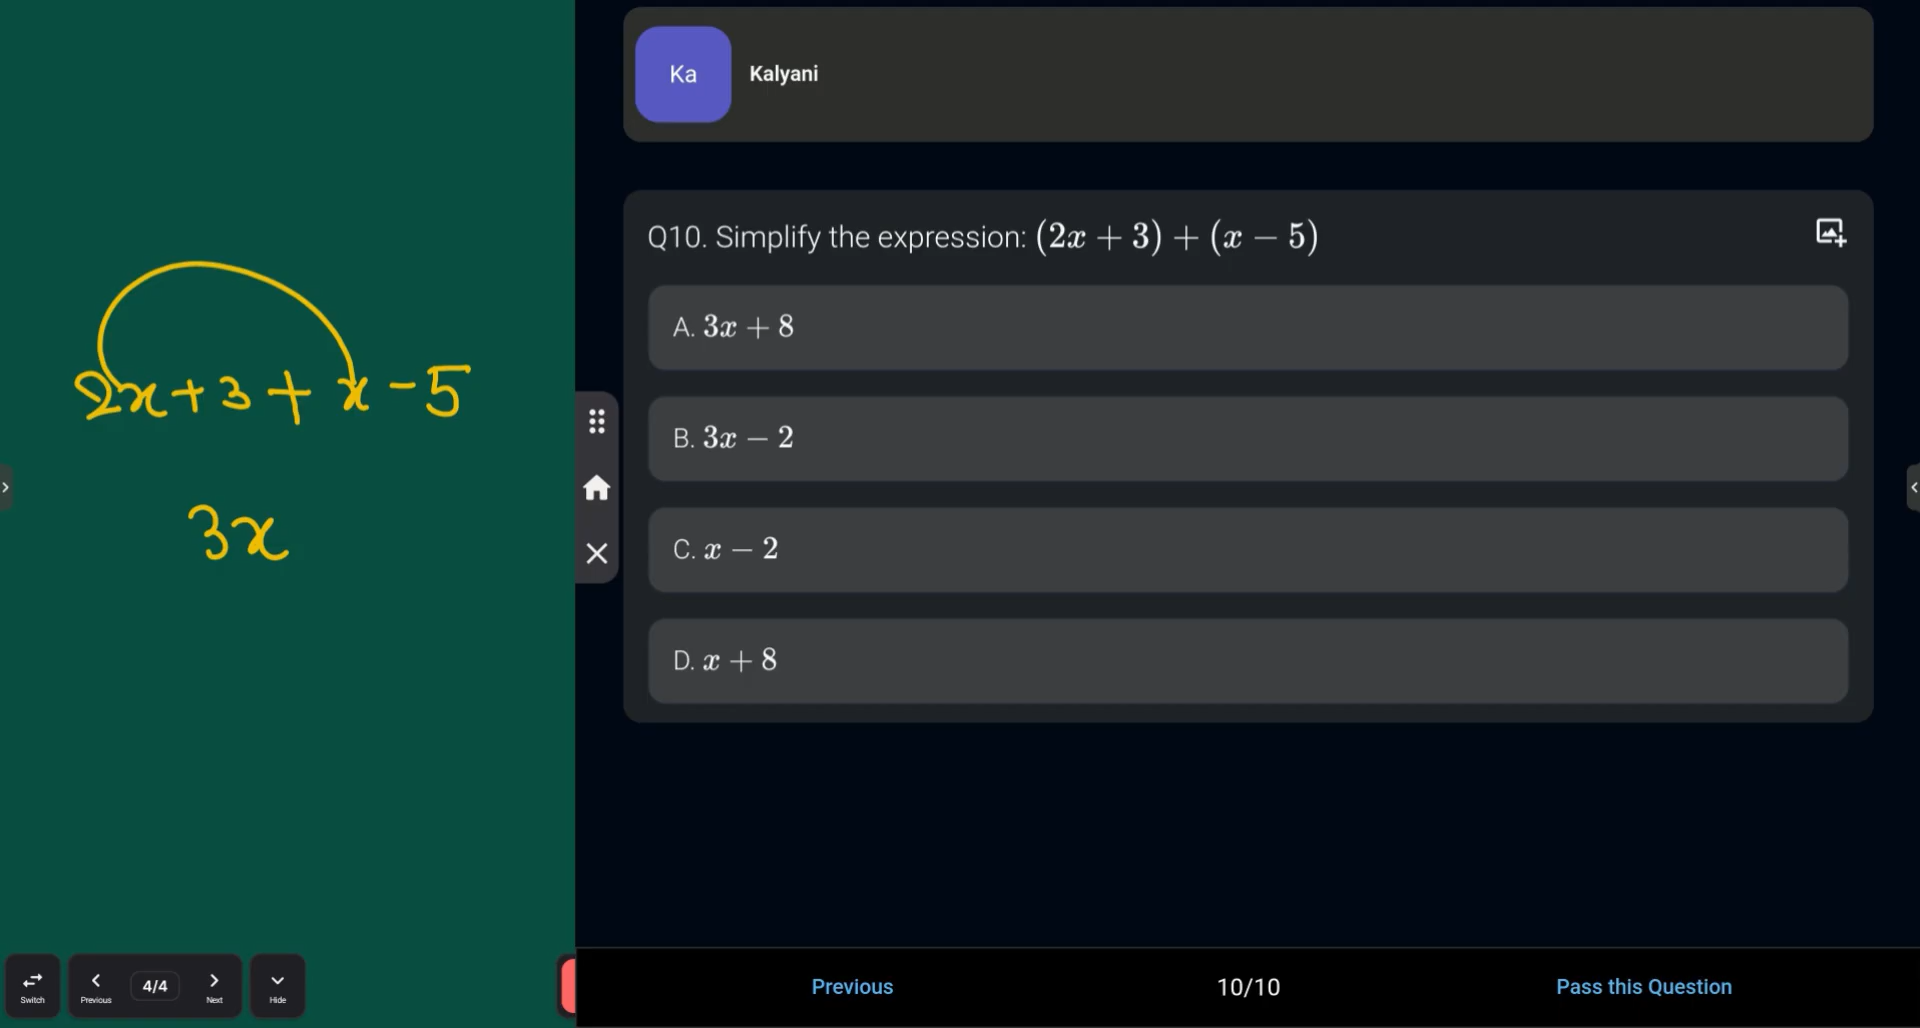 2x+3+x-5
3x
Switch
Previous
4/4
Next
Hide
Ka
Kalyani
Q10. Simplify the expression: (2x + 3) + (x − 5)
A. 3x + 8
B. 3x − 2
C. x − 2
D. x + 8
Previous
10/10
Pass this Question